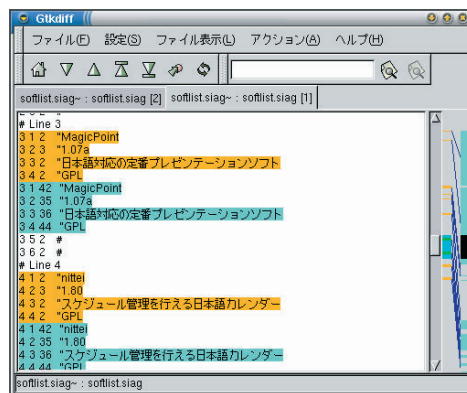 Gtkdiff
ファイル(F) 設定(S) ファイル表示(L) アクション(A) ヘルプ(H)
softlist.siag~ : softlist.siag [2] softlist.siag~ : softlist.siag [1]
# Line 3
3 1 2 "MagicPoint
3 2 3 "1.07a
3 3 2 "日本語対応の定番プレゼンテーションソフト
3 4 2 "GPL
3 1 42 "MagicPoint
3 2 35 "1.07a
3 3 36 "日本語対応の定番プレゼンテーションソフト
3 4 44 "GPL
3 5 2 #
3 6 2 #
# Line 4
4 1 2 "nittei
4 2 3 "1.80
4 3 2 "スケジュール管理を行える日本語カレンダー
4 4 2 "GPL
4 1 42 "nittei
4 2 35 "1.80
4 3 36 "スケジュール管理を行える日本語カレンダー
4 4 44 "GPL
softlist.siag~ : softlist.siag